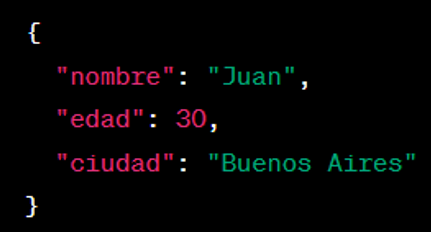 {
"nombre": "Juan",
"edad": 30,
"ciudad": "Buenos Aires"
}